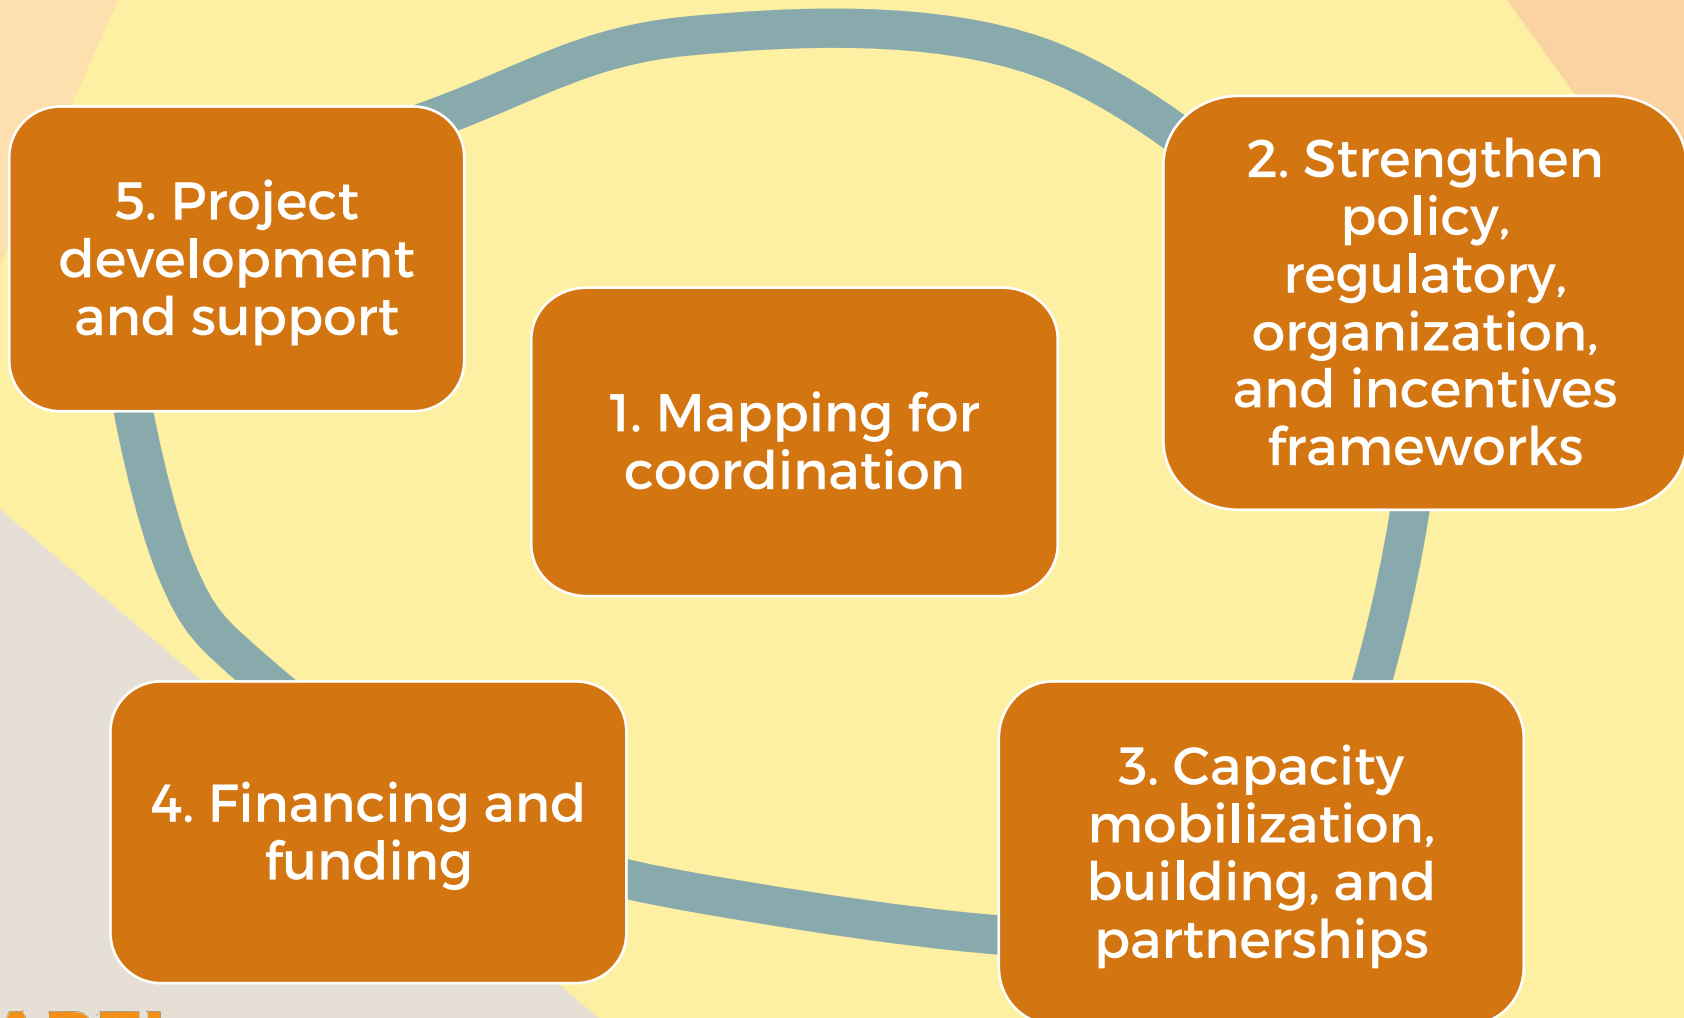 5. Project
development
and support
2. Strengthen
policy,
regulatory,
organization,
and incentives
frameworks
1. Mapping for
coordination
4. Financing and
funding
3. Capacity
mobilization,
building, and
partnerships